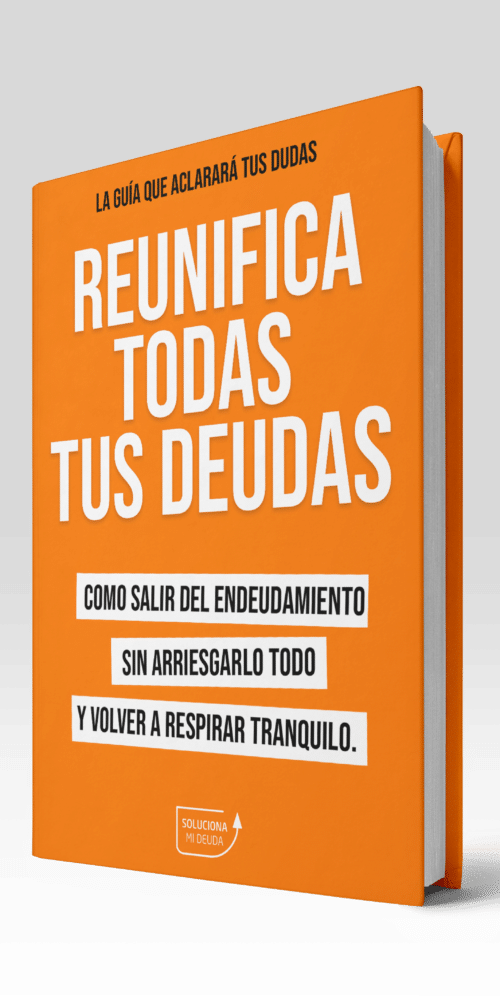 LA GUÍA QUE ACLARARÁ TUS DUDAS
REUNIFICA
TODAS
TUS DEUDAS
COMO SALIR DEL ENDEUDAMIENTO
SIN ARRIESGARLO TODO
Y VOLVER A RESPIRAR TRANQUILO.
SOLUCIONA
MI DEUDA